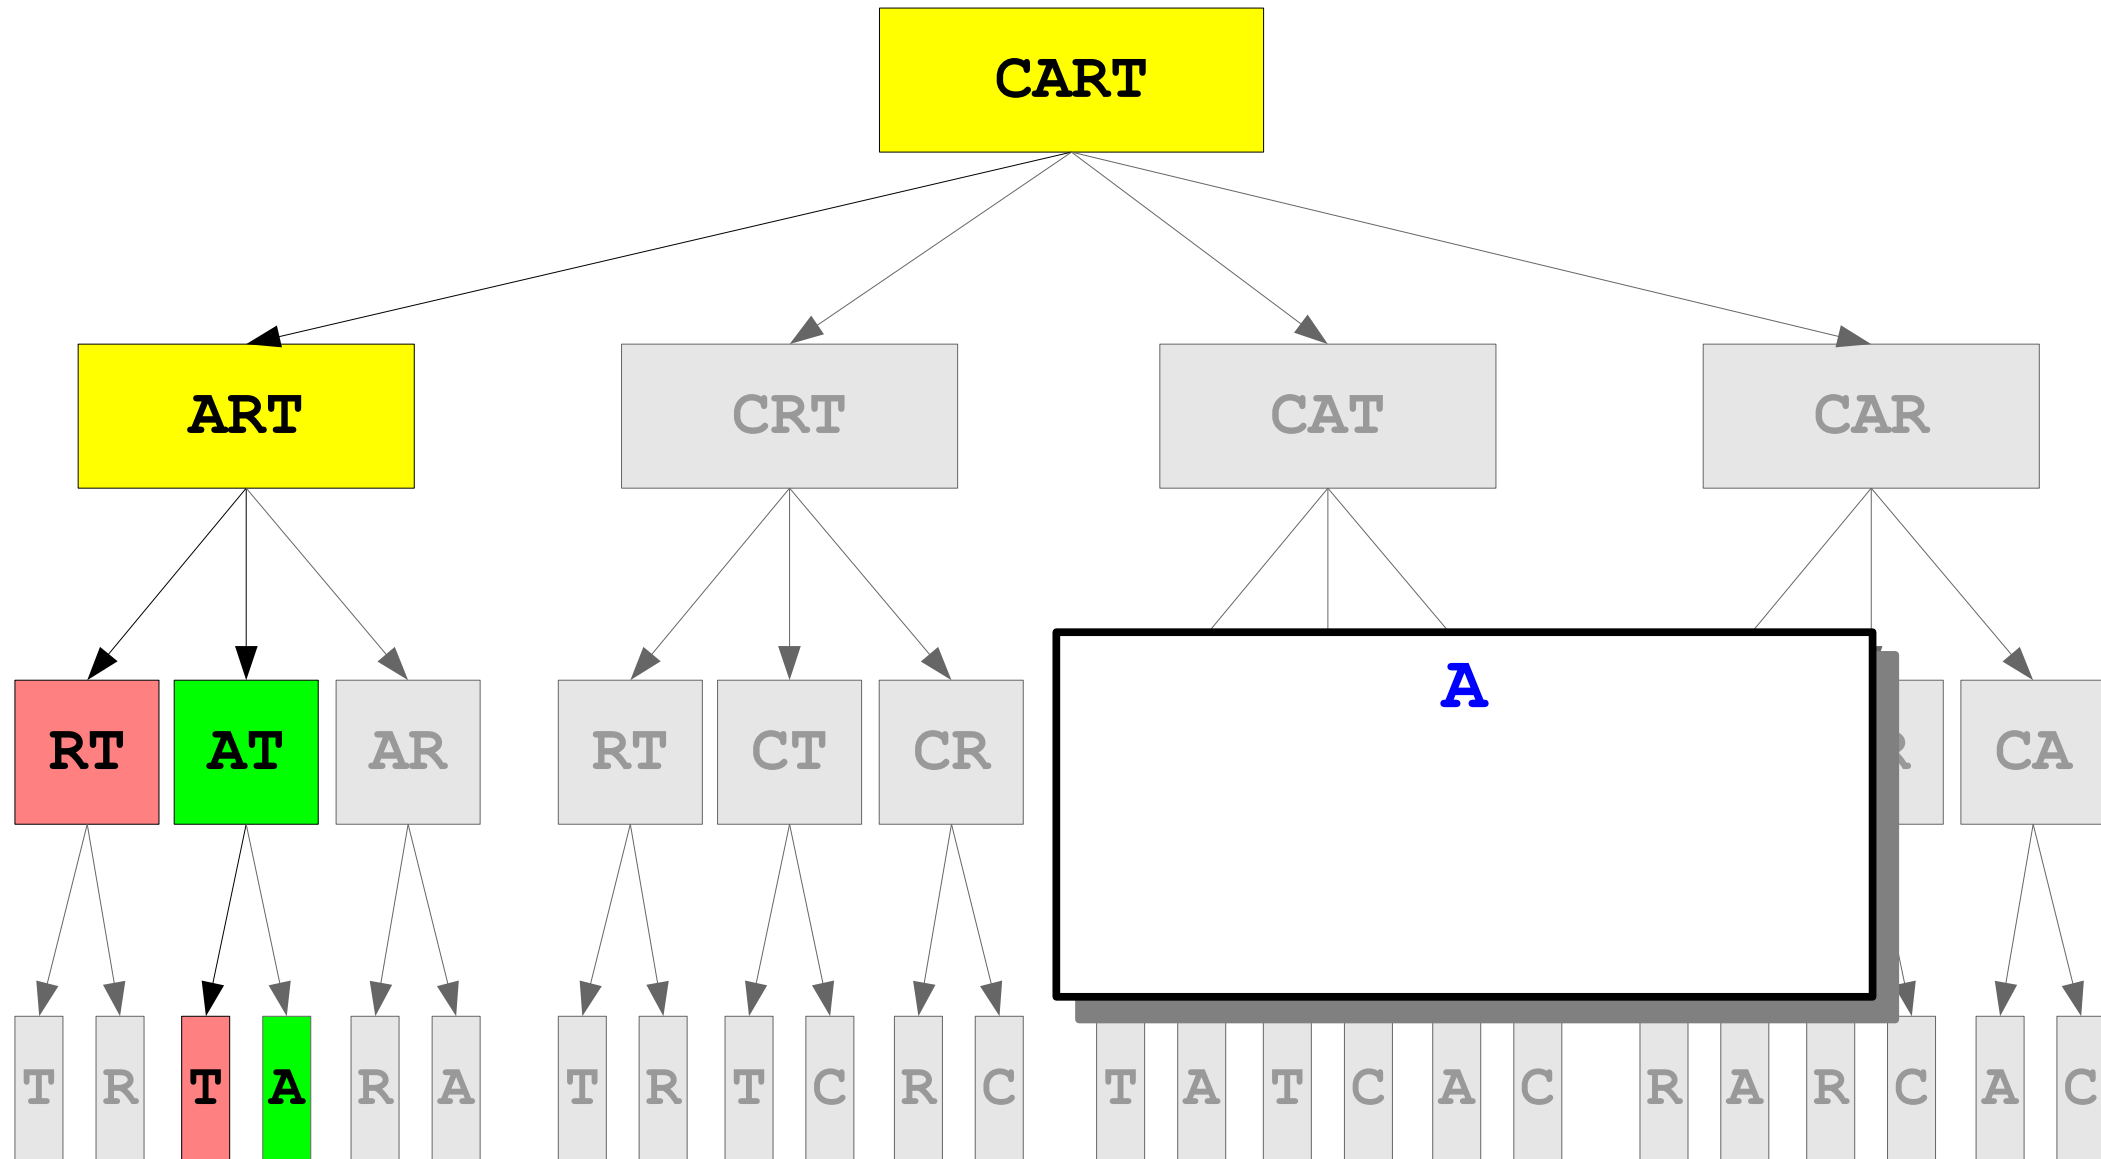 CART
ART CRT CAT CAR
A
RT AT AR RT CT CR CA
T R T A R A T R T C R C T A T C A C R A R C A C